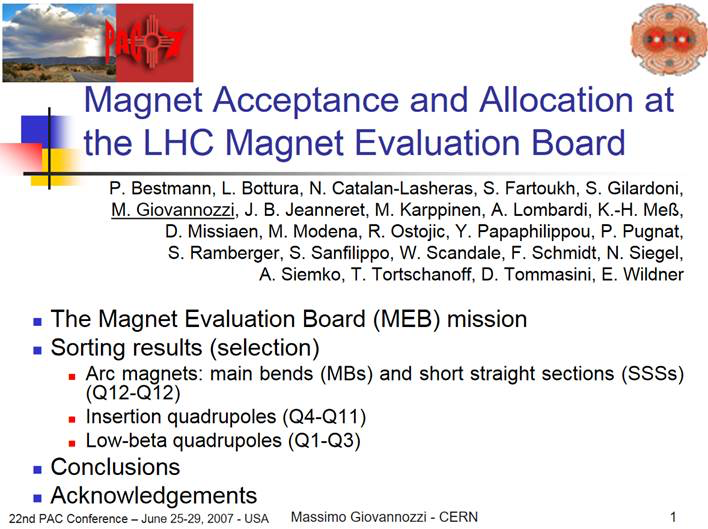 PAC07
Magnet Acceptance and Allocation at
the LHC Magnet Evaluation Board
P. Bestmann, L. Bottura, N. Catalan-Lasheras, S. Fartoukh, S. Gilardoni,
M. Giovannozzi, J. B. Jeanneret, M. Karppinen, A. Lombardi, K.-H. Meß,
D. Missiaen, M. Modena, R. Ostojic, Y. Papaphilippou, P. Pugnat,
S. Ramberger, S. Sanfilippo, W. Scandale, F. Schmidt, N. Siegel,
A. Siemko, T. Tortschanoff, D. Tommasini, E. Wildner
The Magnet Evaluation Board (MEB) mission
Sorting results (selection)
Arc magnets: main bends (MBs) and short straight sections (SSSs)
(Q12-Q12)
Insertion quadrupoles (Q4-Q11)
Low-beta quadrupoles (Q1-Q3)
Conclusions
Acknowledgements
22nd PAC Conference – June 25-29, 2007 - USA
Massimo Giovannozzi - CERN
1